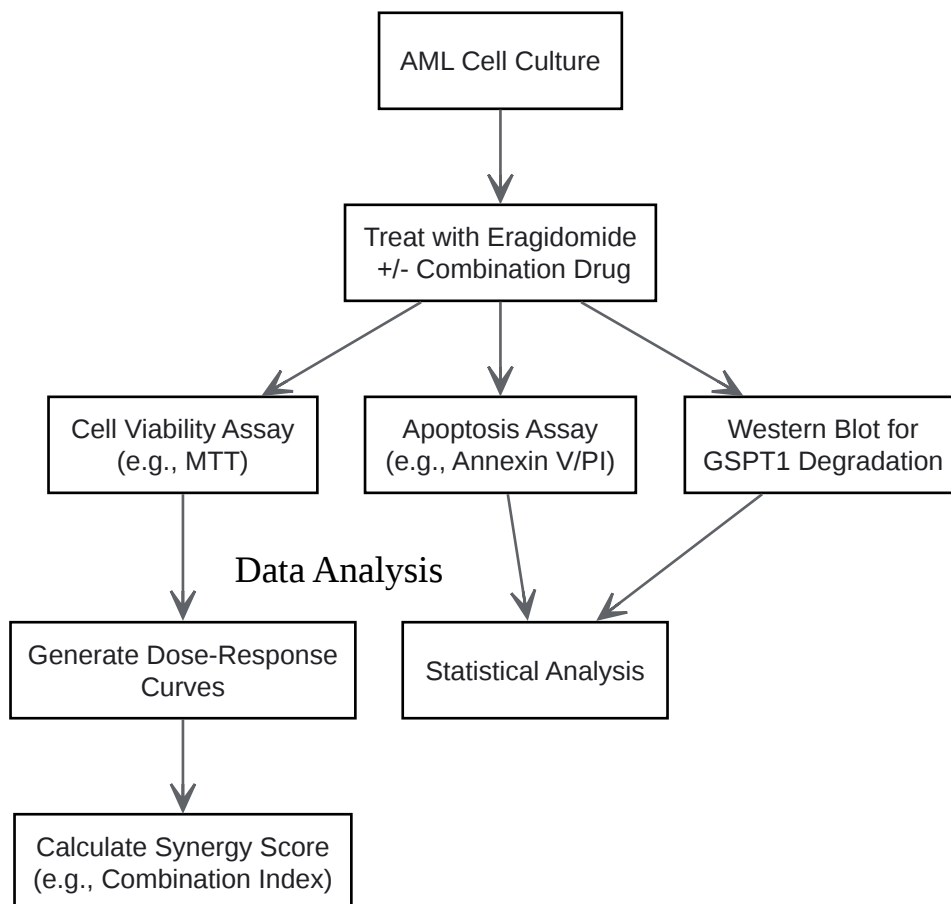 AML Cell Culture
Treat with Eragidomide
+/- Combination Drug
Cell Viability Assay
(e.g., MTT)
Apoptosis Assay
(e.g., Annexin V/PI)
Western Blot for
GSPT1 Degradation
Data Analysis
Generate Dose-Response
Curves
Statistical Analysis
Calculate Synergy Score
(e.g., Combination Index)